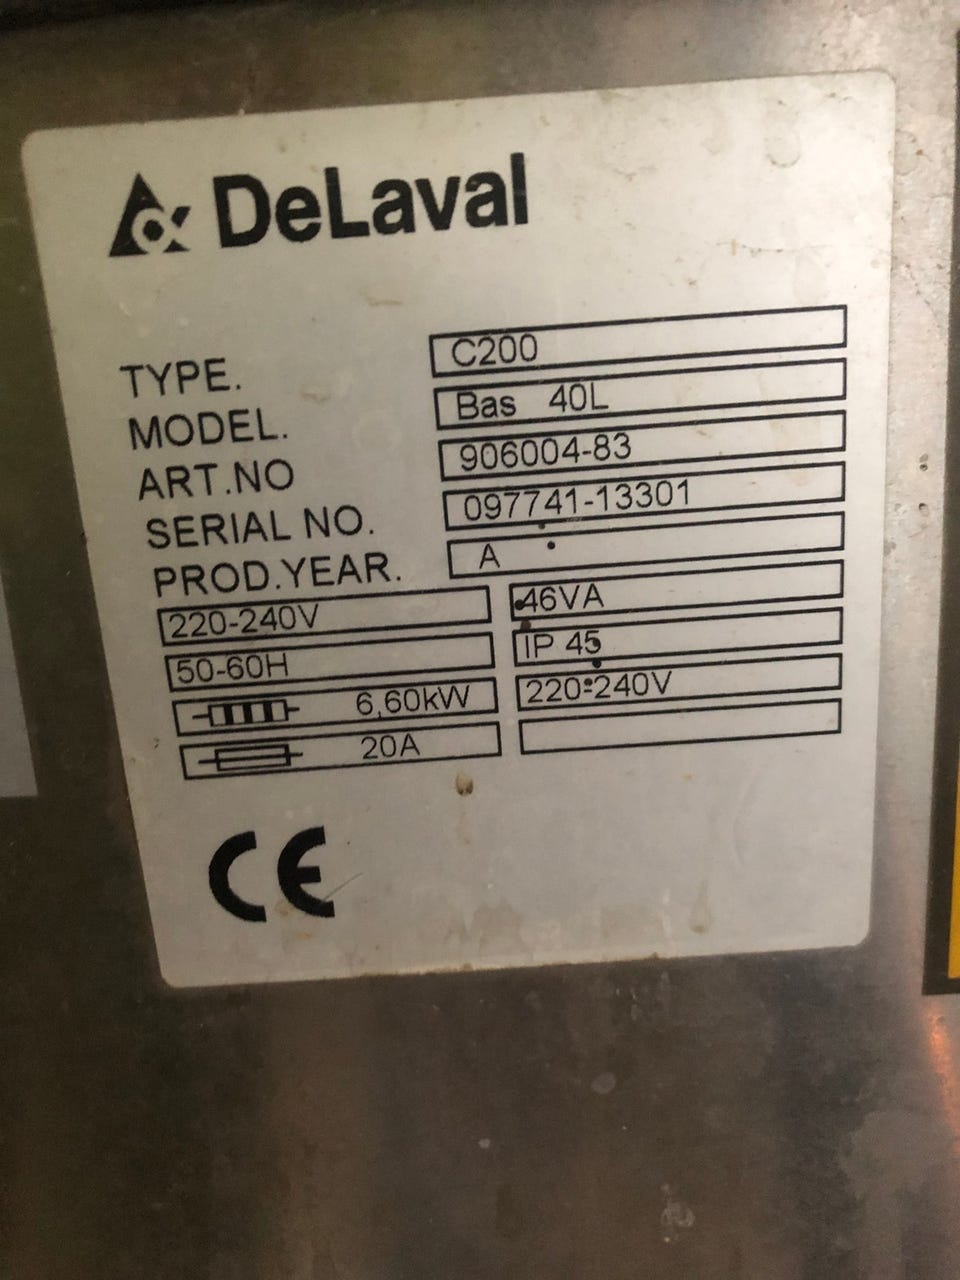 DeLaval
TYPE. C200
MODEL. Bas 40L
ART.NO 906004-83
SERIAL NO. 097741-13301
PROD.YEAR. A
220-240V 46VA
50-60H IP 45
6,60kW 220-240V
20A
CE